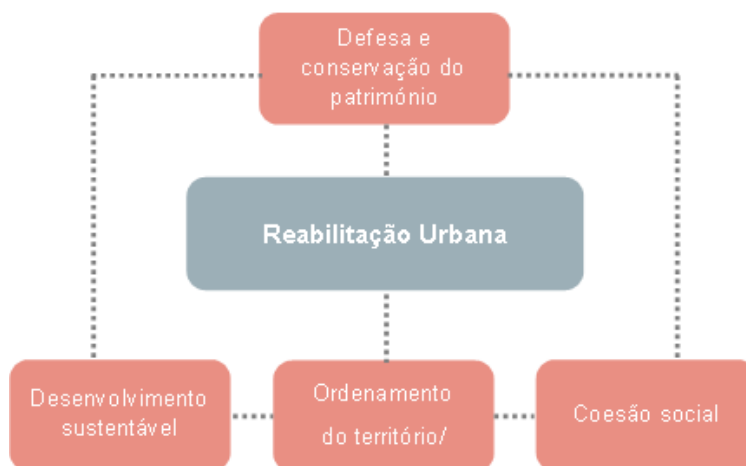 Defesa e
conservação do
património
Reabilitação Urbana
Desenvolvimento
sustentável
Ordenamento
do território/
Coesão social